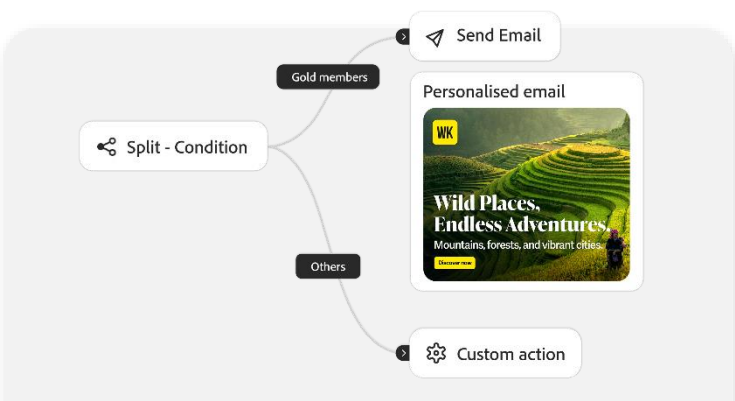 Send Email
Gold members
Personalised email
Split - Condition
WK
Wild Places,
Endless Adventures.
Mountains, forests, and vibrant cities.
Discover now
Others
Custom action